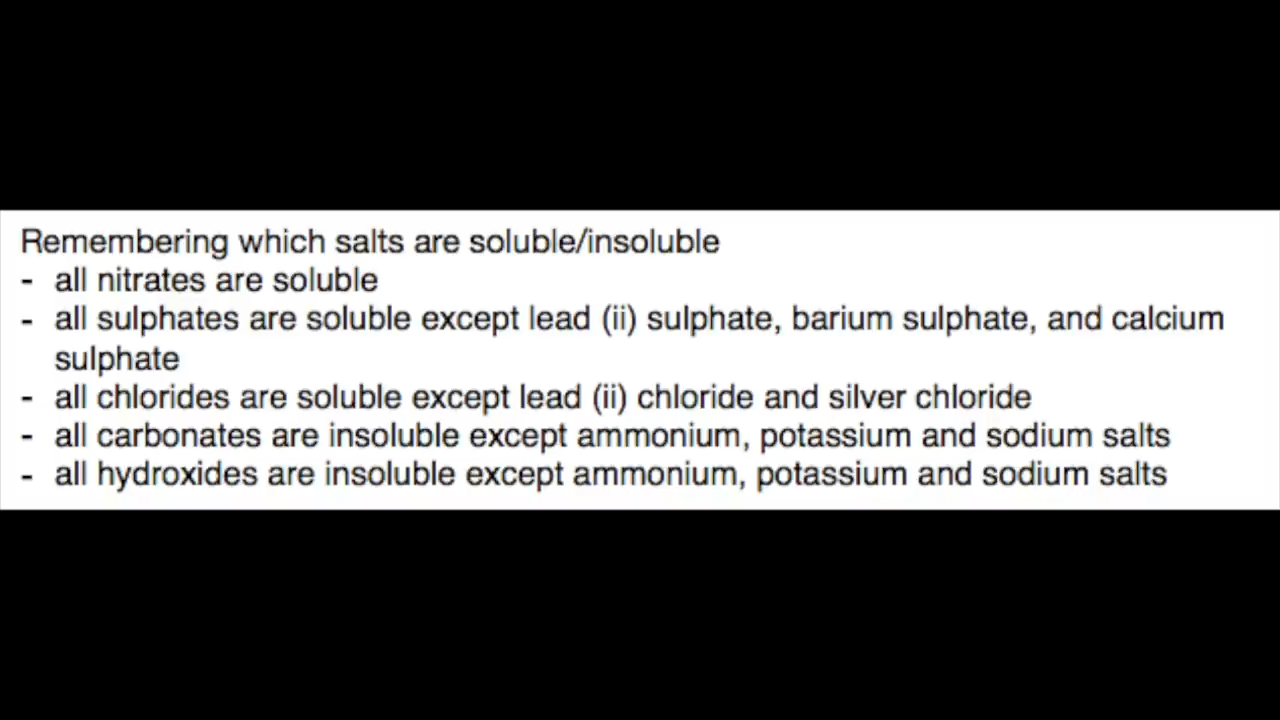 Remembering which salts are soluble/insoluble
- all nitrates are soluble
- all sulphates are soluble except lead (ii) sulphate, barium sulphate, and calcium
sulphate
- all chlorides are soluble except lead (ii) chloride and silver chloride
- all carbonates are insoluble except ammonium, potassium and sodium salts
- all hydroxides are insoluble except ammonium, potassium and sodium salts